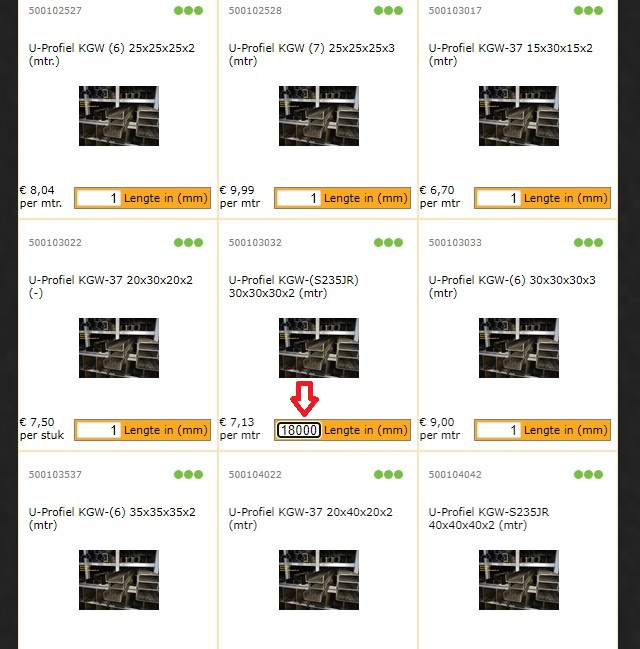 500102527
U-Profiel KGW (6) 25x25x25x2
(mtr.)
€ 8,04
per mtr.
1 Lengte in (mm)
500102528
U-Profiel KGW (7) 25x25x25x3
(mtr)
€ 9,99
per mtr
1 Lengte in (mm)
500103017
U-Profiel KGW-37 15x30x15x2
(mtr)
€ 6,70
per mtr
1 Lengte in (mm)
500103022
U-Profiel KGW-37 20x30x20x2
(-)
€ 7,50
per stuk
1 Lengte in (mm)
500103032
U-Profiel KGW-(S235JR)
30x30x30x2 (mtr)
€ 7,13
per mtr
18000 Lengte in (mm)
500103033
U-Profiel KGW-(6) 30x30x30x3
(mtr)
€ 9,00
per mtr
1 Lengte in (mm)
500103537
U-Profiel KGW-(6) 35x35x35x2
(mtr)
500104022
U-Profiel KGW-37 20x40x20x2
(mtr)
500104042
U-Profiel KGW-S235JR
40x40x40x2 (mtr)